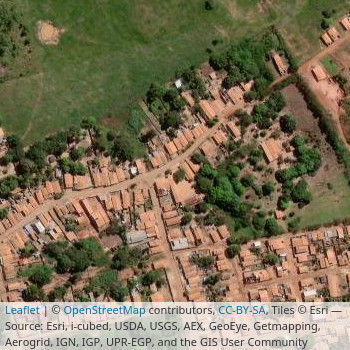 Leaflet | © OpenStreetMap contributors, CC-BY-SA, Tiles © Esri —
Source: Esri, i-cubed, USDA, USGS, AEX, GeoEye, Getmapping,
Aerogrid, IGN, IGP, UPR-EGP, and the GIS User Community